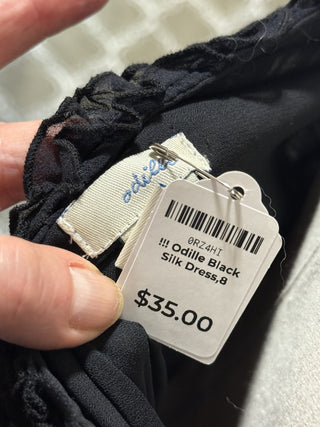 odille
0RZ4HI
!!! Odille Black
Silk Dress,8
$35.00